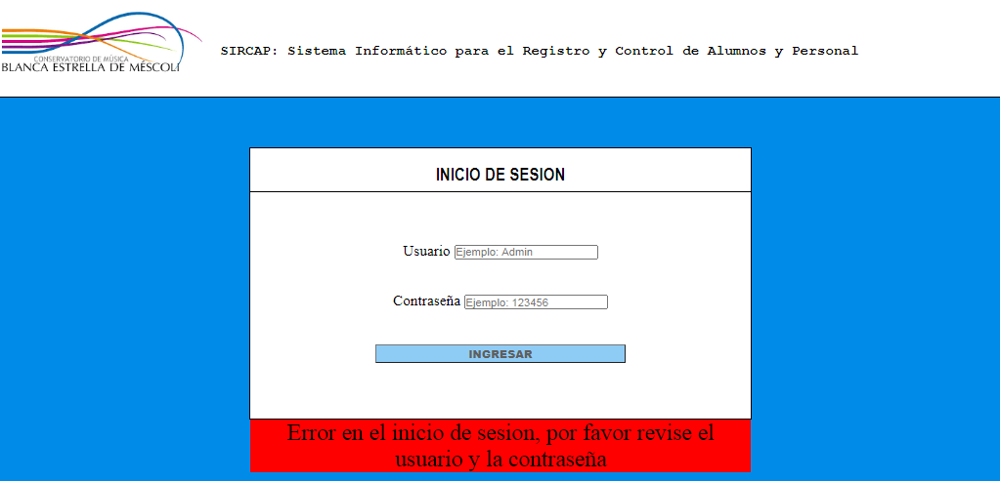 CONSERVATORIO DE MÚSICA
BLANCA ESTRELLA DE MÉSCOLI
SIRCAP: Sistema Informático para el Registro y Control de Alumnos y Personal
INICIO DE SESION
Usuario Ejemplo: Admin
Contraseña Ejemplo: 123456
INGRESAR
Error en el inicio de sesion, por favor revise el
usuario y la contraseña